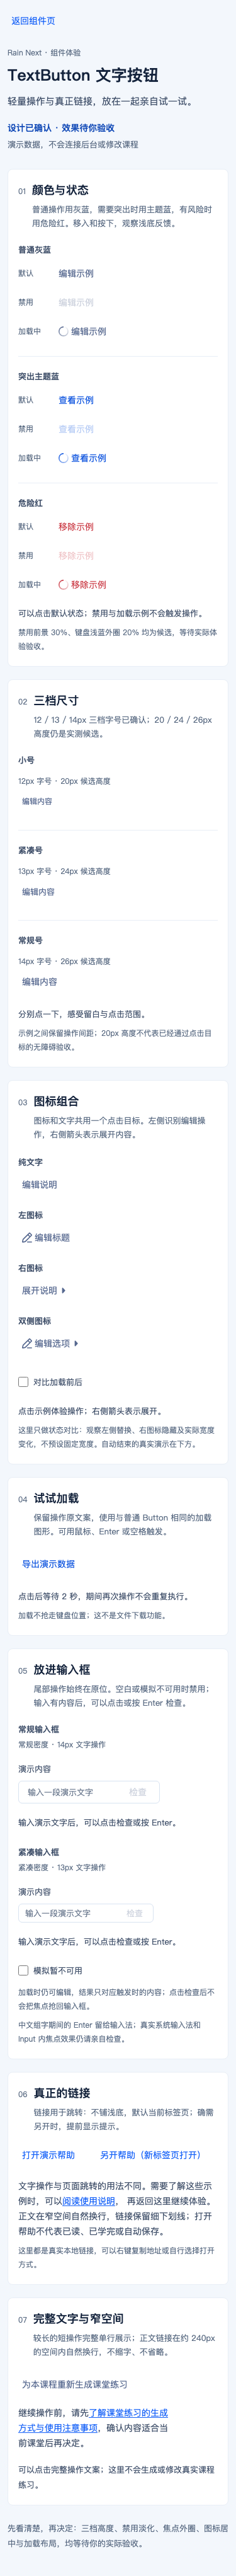 返回组件页
Rain Next · 组件体验
TextButton 文字按钮
轻量操作与真正链接，放在一起亲自试一试。
设计已确认 · 效果待你验收
演示数据，不会连接后台或修改课程
01 颜色与状态
普通操作用灰蓝，需要突出时用主题蓝，有风险时
用危险红。移入和按下，观察浅底反馈。
普通灰蓝
默认 编辑示例
禁用 编辑示例
加载中 编辑示例
突出主题蓝
默认 查看示例
禁用 查看示例
加载中 查看示例
危险红
默认 移除示例
禁用 移除示例
加载中 移除示例
可以点击默认状态；禁用与加载示例不会触发操作。
禁用前景 30%、键盘浅蓝外圈 20% 均为候选，等待实际体
验验收。
02 三档尺寸
12 / 13 / 14px 三档字号已确认；20 / 24 / 26px
高度仍是实测候选。
小号
12px 字号 · 20px 候选高度
编辑内容
紧凑号
13px 字号 · 24px 候选高度
编辑内容
常规号
14px 字号 · 26px 候选高度
编辑内容
分别点一下，感受留白与点击范围。
示例之间保留操作间距；20px 高度不代表已经通过点击目
标的无障碍验收。
03 图标组合
图标和文字共用一个点击目标。左侧识别编辑操
作，右侧箭头表示展开内容。
纯文字
编辑说明
左图标
编辑标题
右图标
展开说明
双侧图标
编辑选项
对比加载前后
点击示例体验操作；右侧箭头表示展开。
这里只做状态对比：观察左侧替换、右图标隐藏及实际宽度
变化，不预设固定宽度。自动结束的真实演示在下方。
04 试试加载
保留操作原文案，使用与普通 Button 相同的加载
图形。可用鼠标、Enter 或空格触发。
导出演示数据
点击后等待 2 秒，期间再次操作不会重复执行。
加载不抢走键盘位置；这不是文件下载功能。
05 放进输入框
尾部操作始终在原位。空白或模拟不可用时禁用；
输入有内容后，可以点击或按 Enter 检查。
常规输入框
常规密度 · 14px 文字操作
演示内容
输入一段演示文字 检查
输入演示文字后，可以点击检查或按 Enter。
紧凑输入框
紧凑密度 · 13px 文字操作
演示内容
输入一段演示文字 检查
输入演示文字后，可以点击检查或按 Enter。
模拟暂不可用
加载时仍可编辑，结果只对应触发时的内容；点击检查后不
会把焦点抢回输入框。
中文组字期间的 Enter 留给输入法；真实系统输入法和
Input 内焦点效果仍请亲自检查。
06 真正的链接
链接用于跳转：不铺浅底，默认当前标签页；确需
另开时，提前显示提示。
打开演示帮助 另开帮助（新标签页打开）
文字操作与页面跳转的用法不同。需要了解这些示
例时，可以阅读使用说明， 再返回这里继续体验。
正文在窄空间自然换行，链接保留细下划线；打开
帮助不代表已读、已学完或自动保存。
这里都是真实本地链接，可以右键复制地址或自行选择打开
方式。
07 完整文字与窄空间
较长的短操作完整单行展示；正文链接在约 240px
的空间内自然换行，不缩字、不省略。
为本课程重新生成课堂练习
继续操作前，请先了解课堂练习的生成
方式与使用注意事项，确认内容适合当
前课堂后再决定。
可以点击完整操作文案；这里不会生成或修改真实课程
练习。
先看清楚，再决定：三档高度、禁用淡化、焦点外圈、图标居
中与加载布局，均等待你的实际验收。